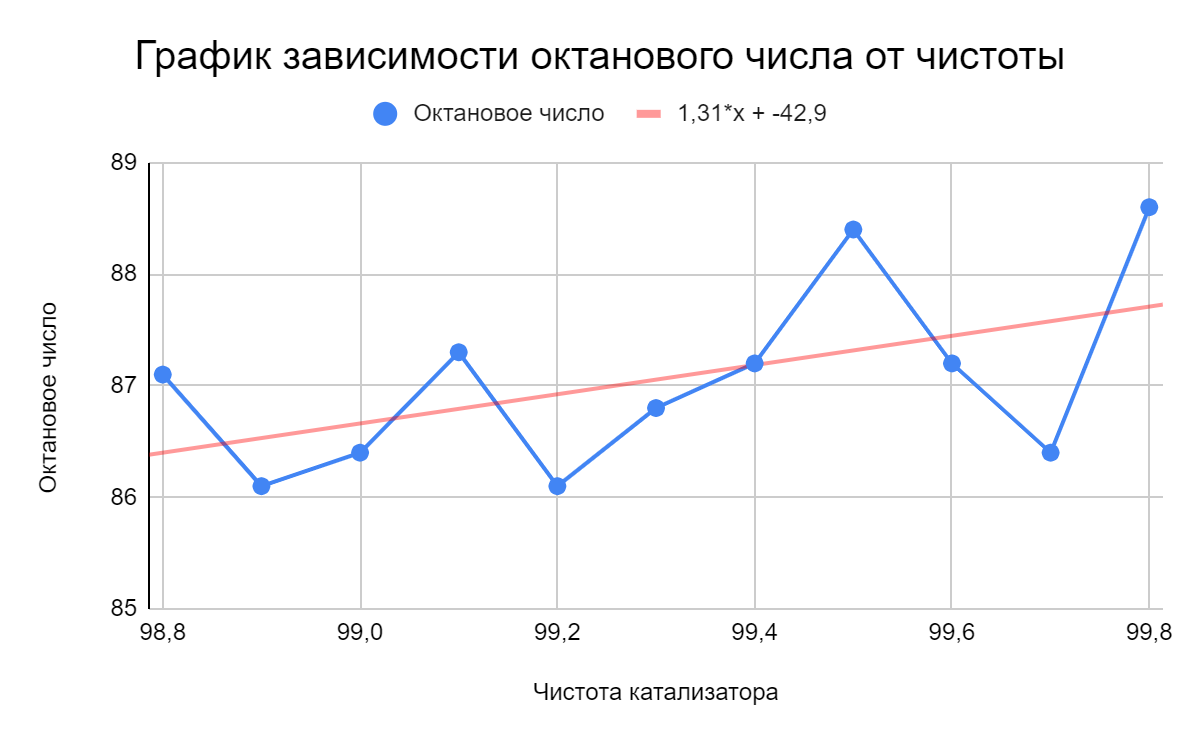 График зависимости октанового числа от чистоты
Октановое число
1,31*x + -42,9
89
88
87
86
85
Октановое число
98,8
99,0
99,2
99,4
99,6
99,8
Чистота катализатора